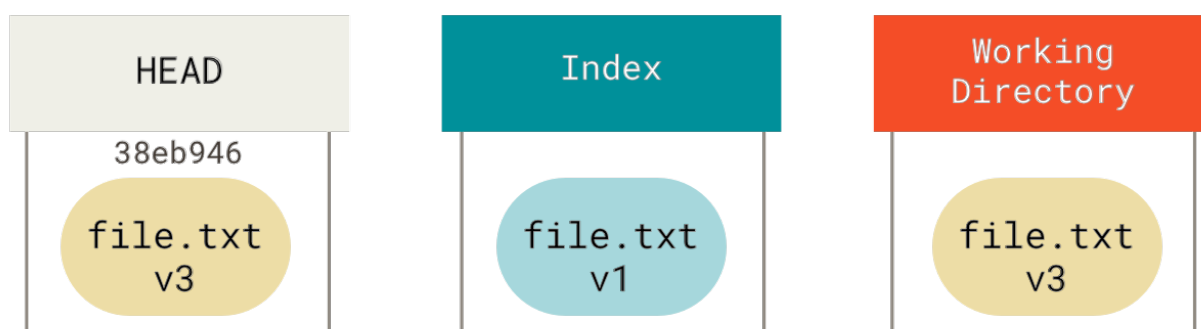 HEAD
Index
Working
Directory
38eb946
file.txt
v3
file.txt
v1
file.txt
v3